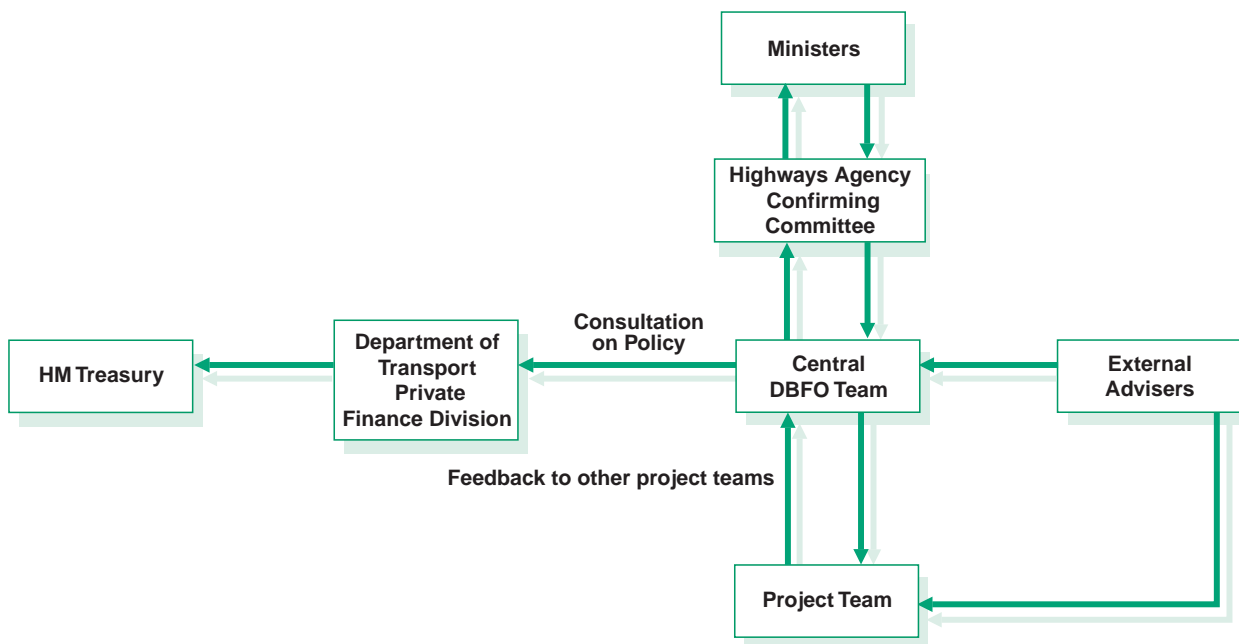 Ministers
Highways Agency
Confirming
Committee
Consultation
on Policy
HM Treasury
Department of
Transport
Private
Finance Division
Central
DBFO Team
External
Advisers
Feedback to other project teams
Project Team